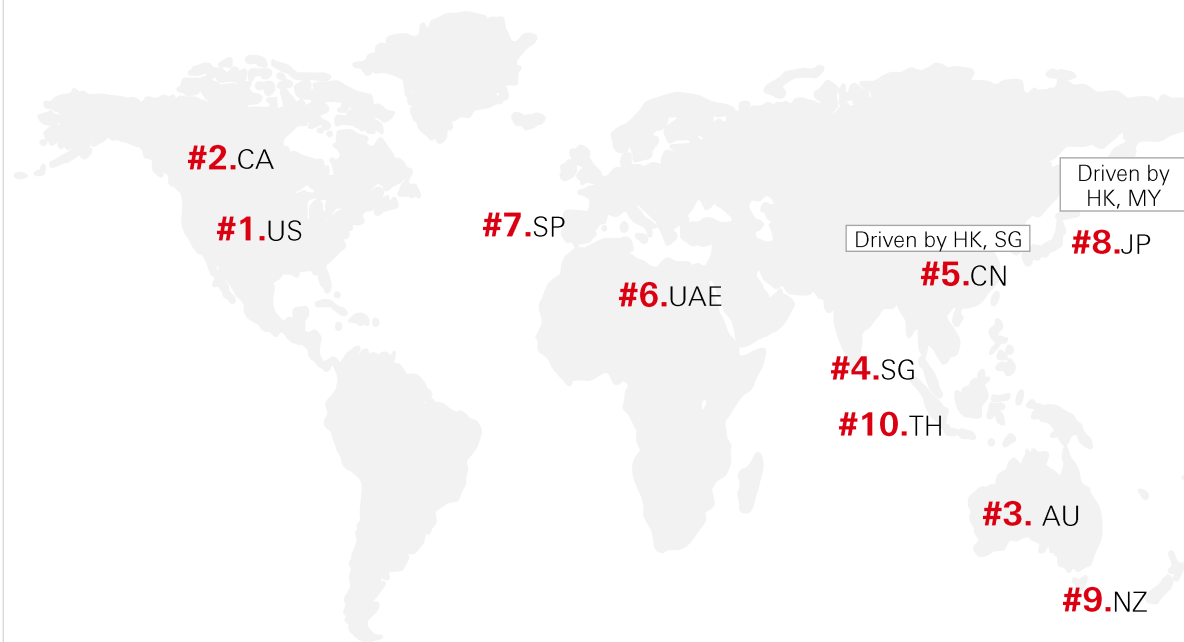 #2.CA
Driven by
HK, MY
#1.US
#7.SP
Driven by HK, SG
#8.JP
#5.CN
#6.UAE
#4.SG
#10.TH
#3. AU
#9.NZ